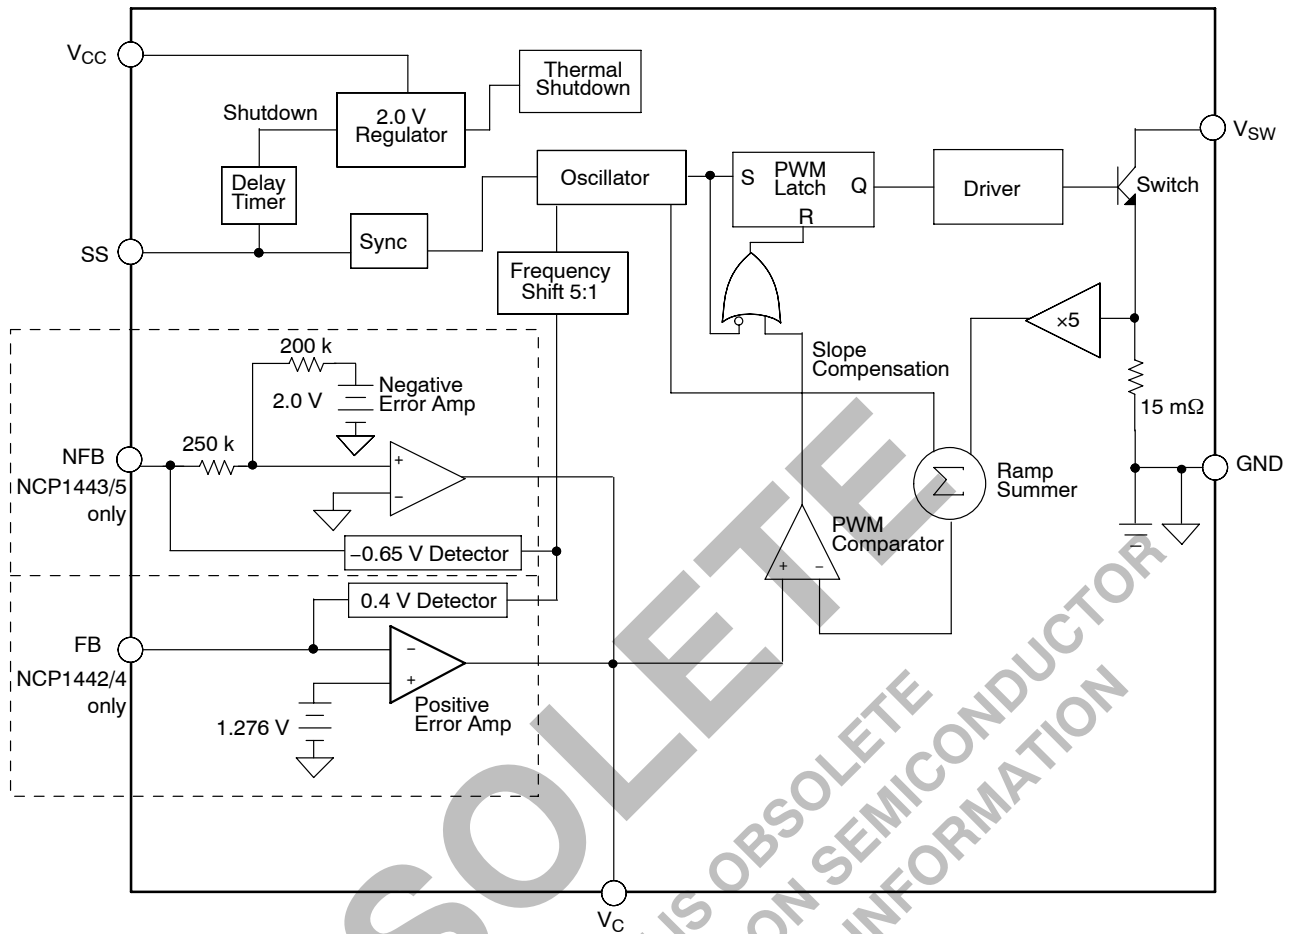 VCC
Thermal
Shutdown
Shutdown
2.0 V
Regulator
VSW
Delay
Timer
Oscillator
S
PWM
Latch
Q
R
Driver
Switch
SS
Sync
Frequency
Shift 5:1
×5
200 k
2.0 V
Negative
Error Amp
Slope
Compensation
15 mΩ
250 k
NFB
NCP1443/5
only
+
−
Σ
Ramp
Summer
GND
PWM
Comparator
+
−
−0.65 V Detector
0.4 V Detector
FB
NCP1442/4
only
−
+
1.276 V
Positive
Error Amp
VC
SOLETE
IS OBSOLETE
ON SEMICONDUCTOR
INFORMATION